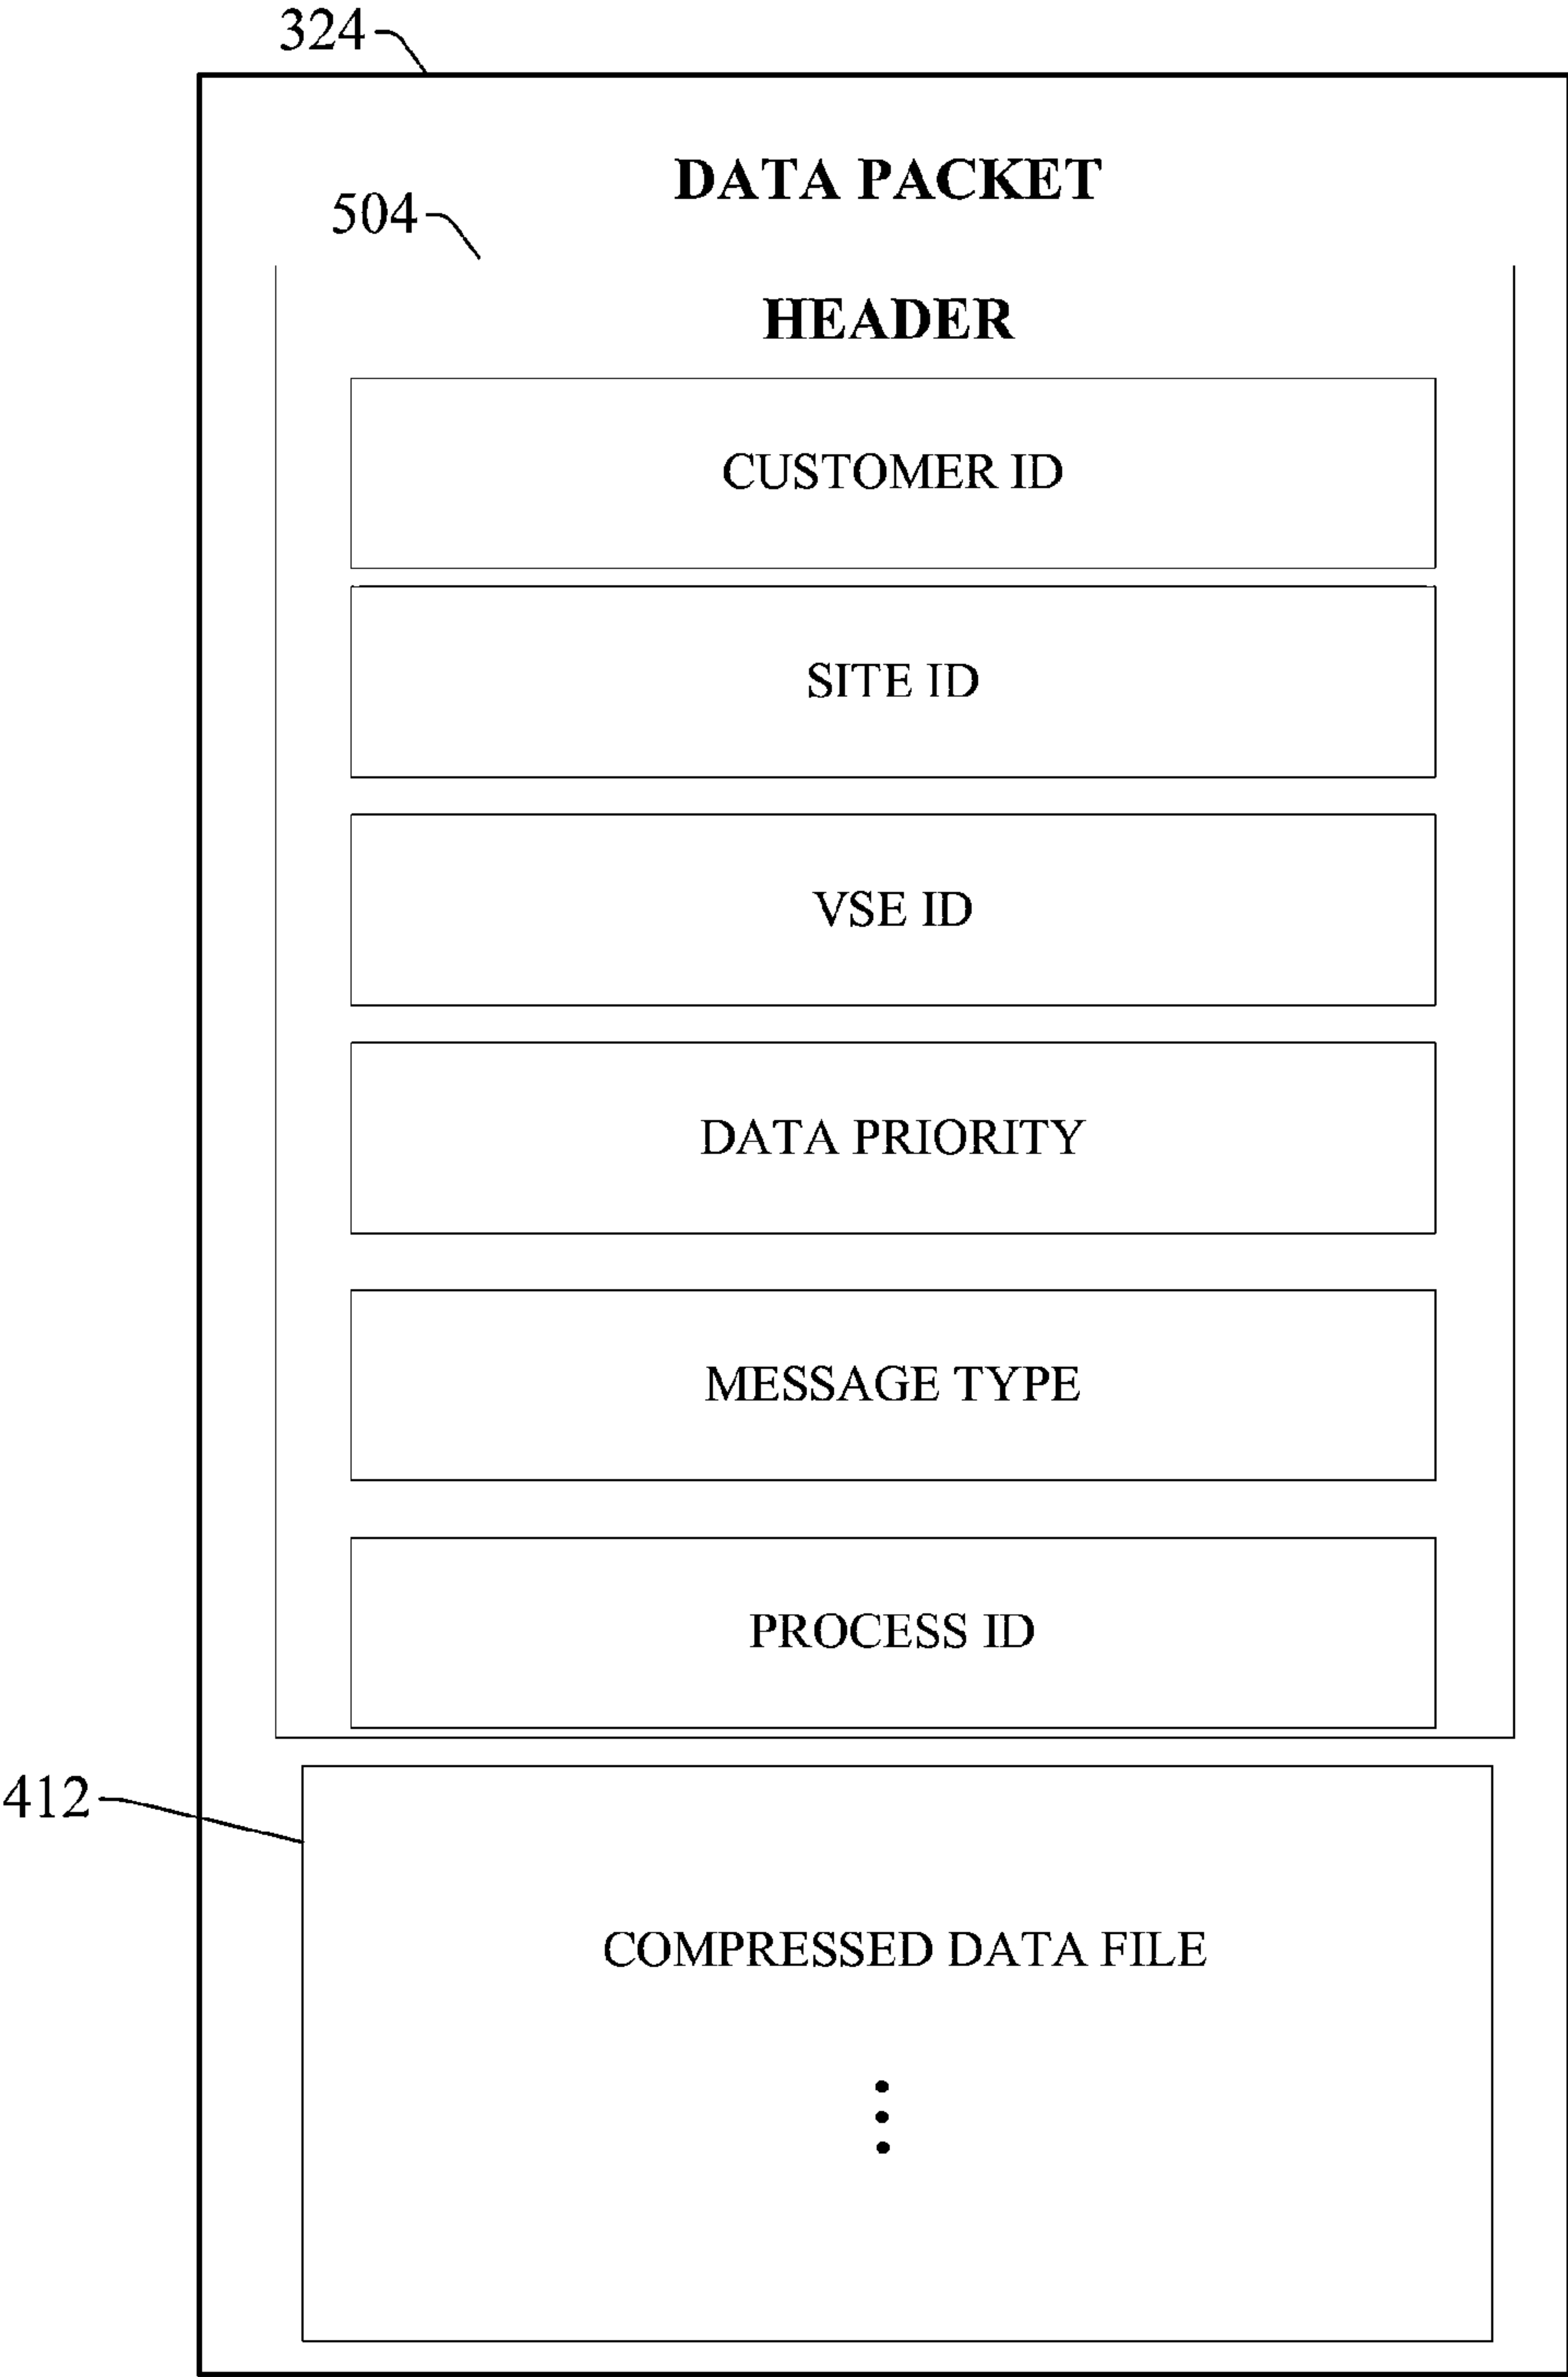 324
DATA PACKET
504
HEADER
CUSTOMER ID
SITE ID
VSE ID
DATA PRIORITY
MESSAGE TYPE
PROCESS ID
412
COMPRESSED DATA FILE